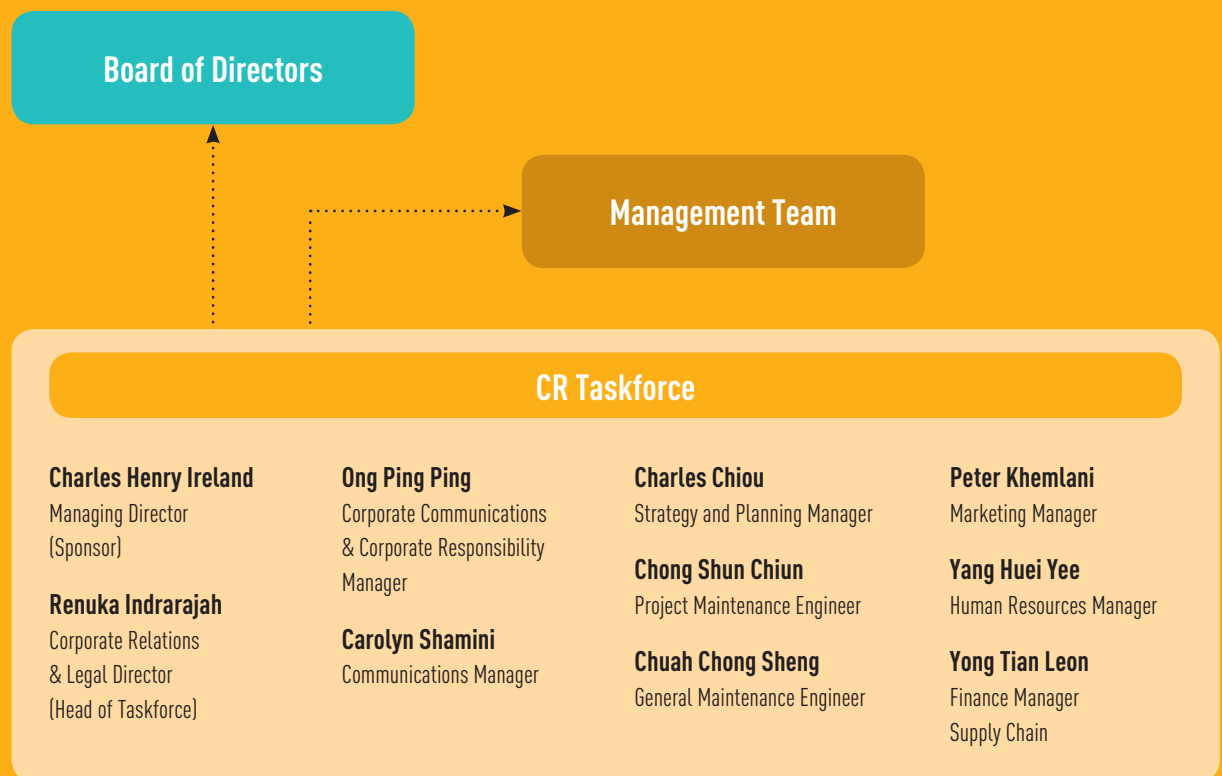 Board of Directors
Management Team
CR Taskforce
Charles Henry Ireland
Managing Director
(Sponsor)
Renuka Indrarajah
Corporate Relations
& Legal Director
(Head of Taskforce)
Ong Ping Ping
Corporate Communications
& Corporate Responsibility
Manager
Carolyn Shamini
Communications Manager
Charles Chiou
Strategy and Planning Manager
Chong Shun Chiun
Project Maintenance Engineer
Chuah Chong Sheng
General Maintenance Engineer
Peter Khemlani
Marketing Manager
Yang Huei Yee
Human Resources Manager
Yong Tian Leon
Finance Manager
Supply Chain